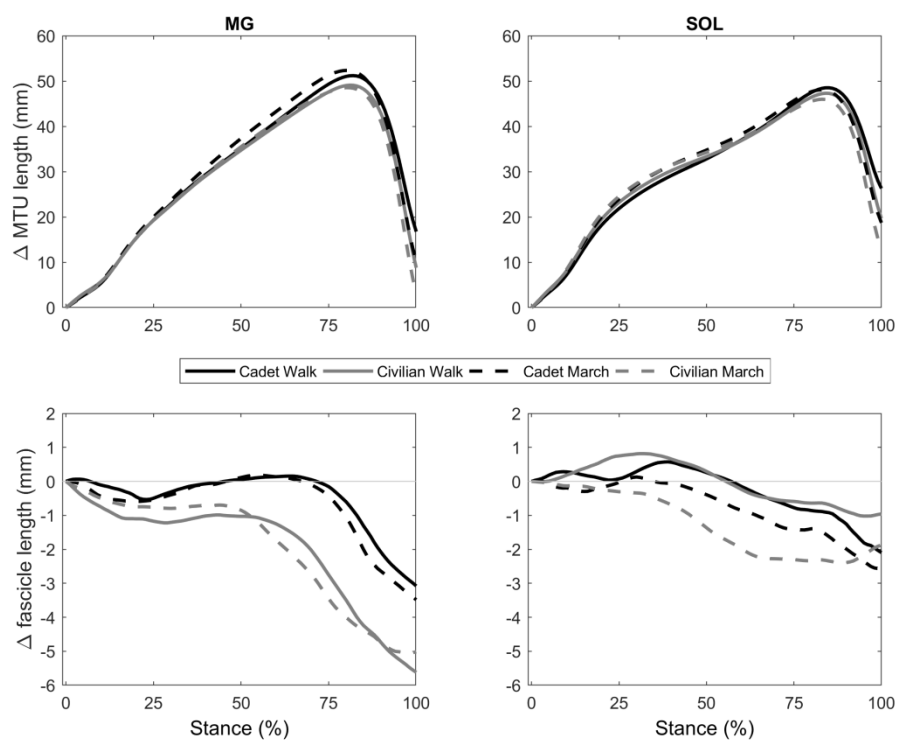 MG
SOL
Δ MTU length (mm)
60
50
40
30
20
10
0
0 25 50 75 100
60
50
40
30
20
10
0
0 25 50 75 100
Cadet Walk Civilian Walk Cadet March Civilian March
Δ fascicle length (mm)
2
1
0
-1
-2
-3
-4
-5
-6
0 25 50 75 100
Stance (%)
2
1
0
-1
-2
-3
-4
-5
-6
0 25 50 75 100
Stance (%)